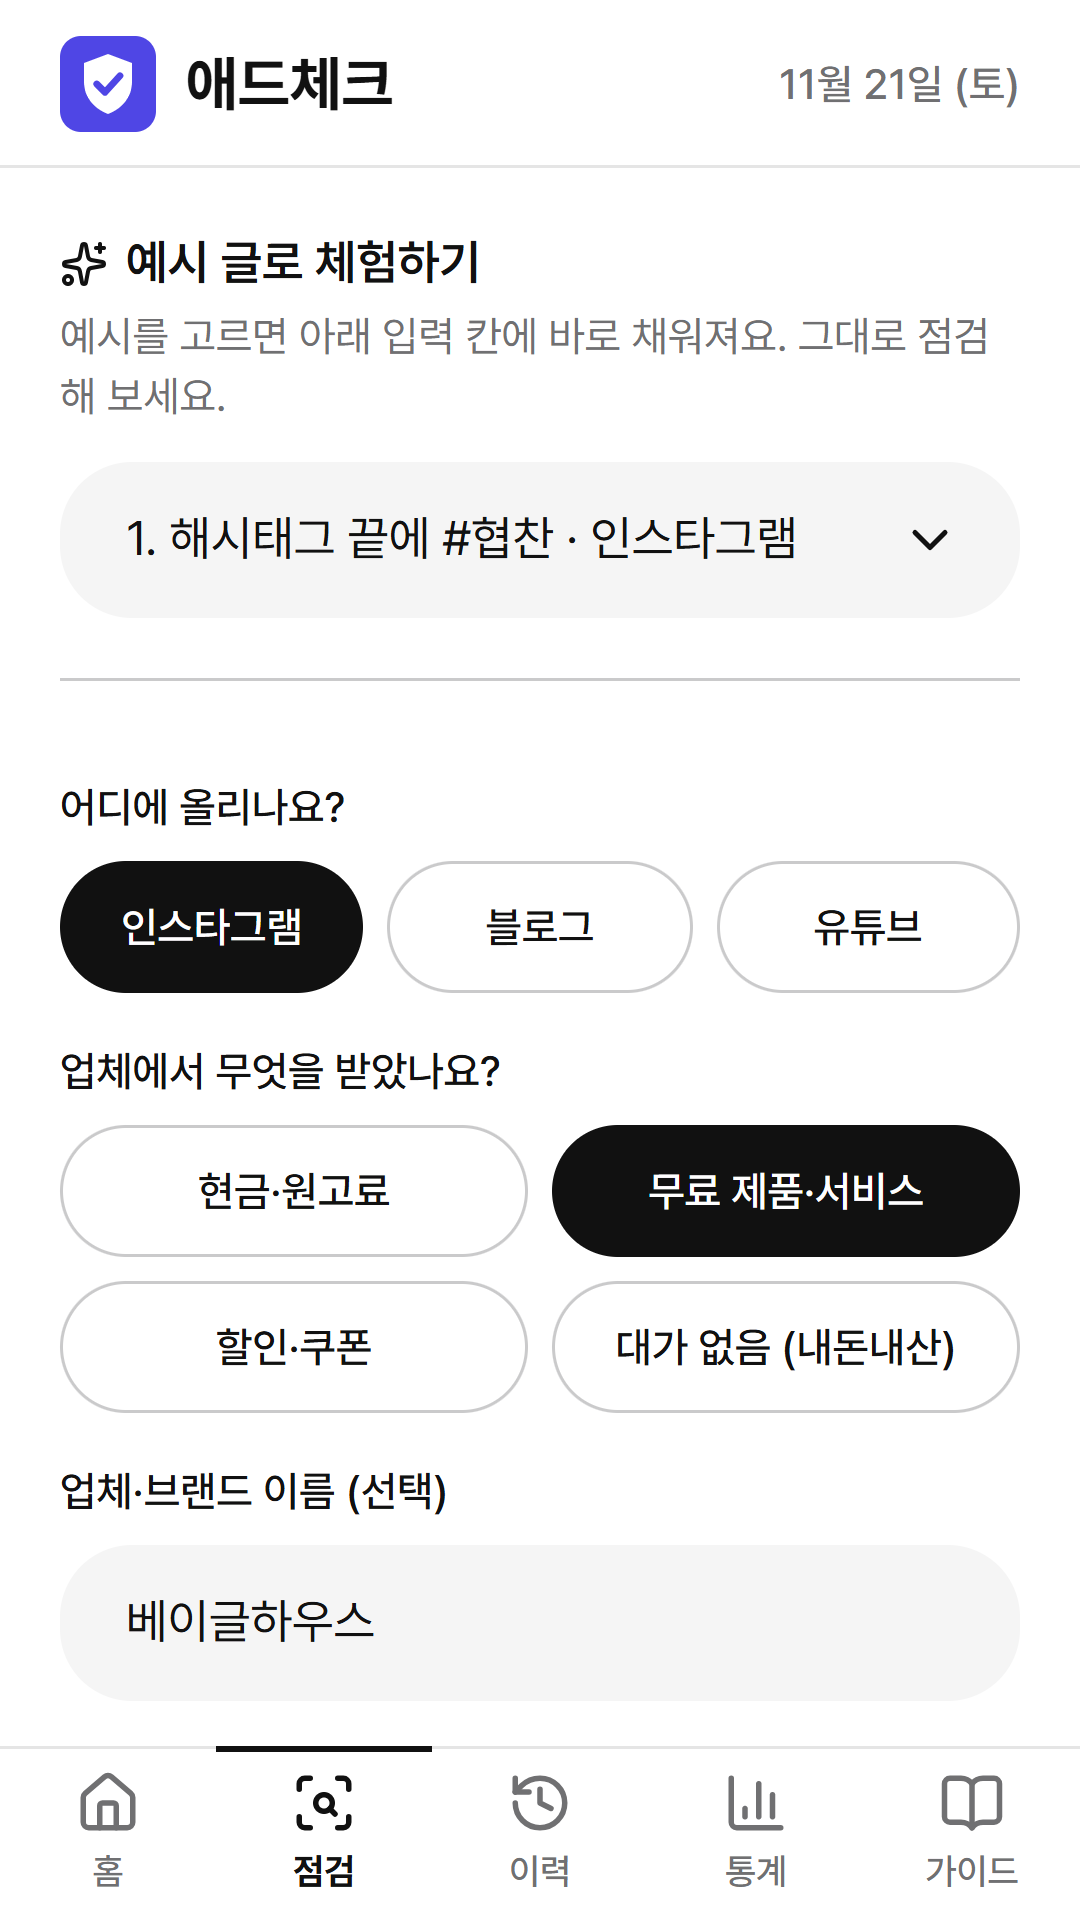 애드체크
11월 21일 (토)
예시 글로 체험하기
예시를 고르면 아래 입력 칸에 바로 채워져요. 그대로 점검
해 보세요.
1. 해시태그 끝에 #협찬 · 인스타그램
어디에 올리나요?
인스타그램
블로그
유튜브
업체에서 무엇을 받았나요?
현금·원고료
무료 제품·서비스
할인·쿠폰
대가 없음 (내돈내산)
업체·브랜드 이름 (선택)
베이글하우스
홈
점검
이력
통계
가이드